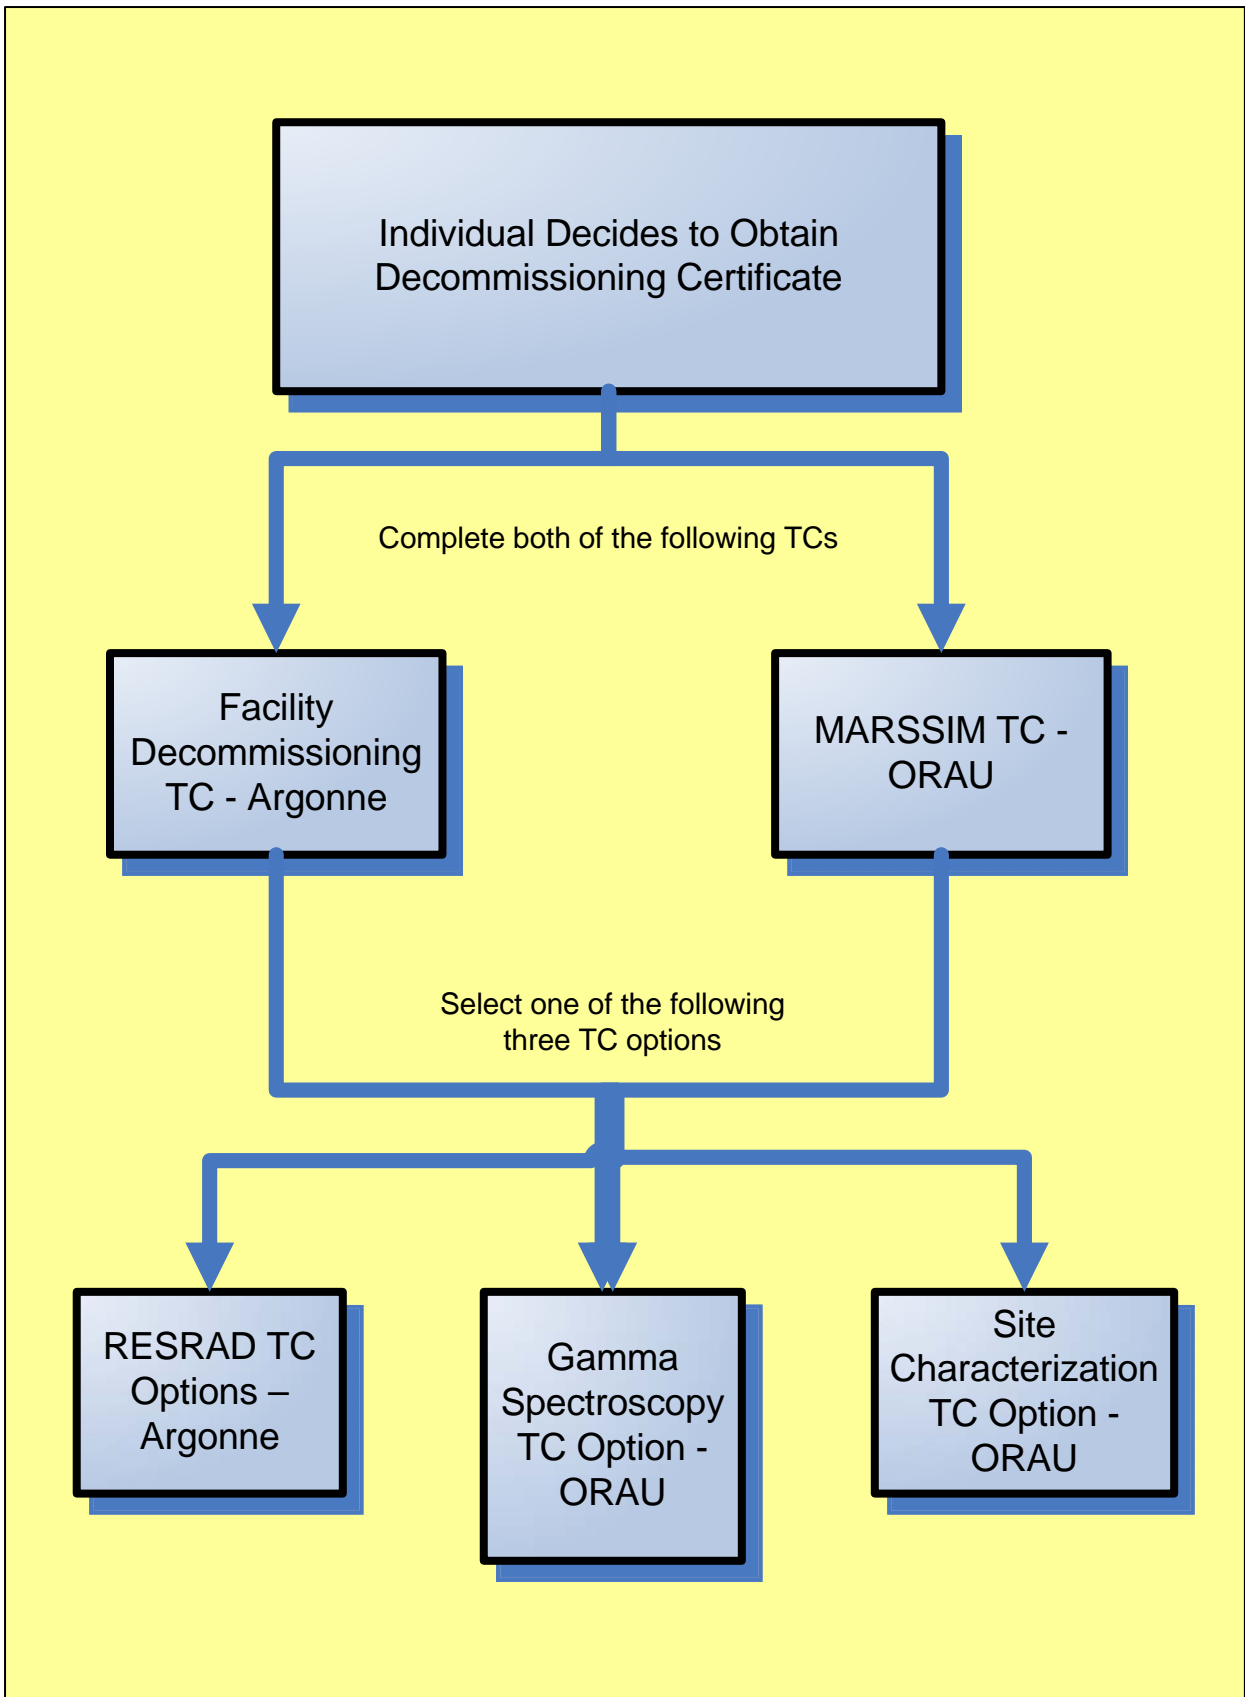 Individual Decides to Obtain
Decommissioning Certificate
Complete both of the following TCs
Facility
Decommissioning
TC - Argonne
MARSSIM TC -
ORAU
Select one of the following
three TC options
RESRAD TC
Options –
Argonne
Gamma
Spectroscopy
TC Option -
ORAU
Site
Characterization
TC Option -
ORAU